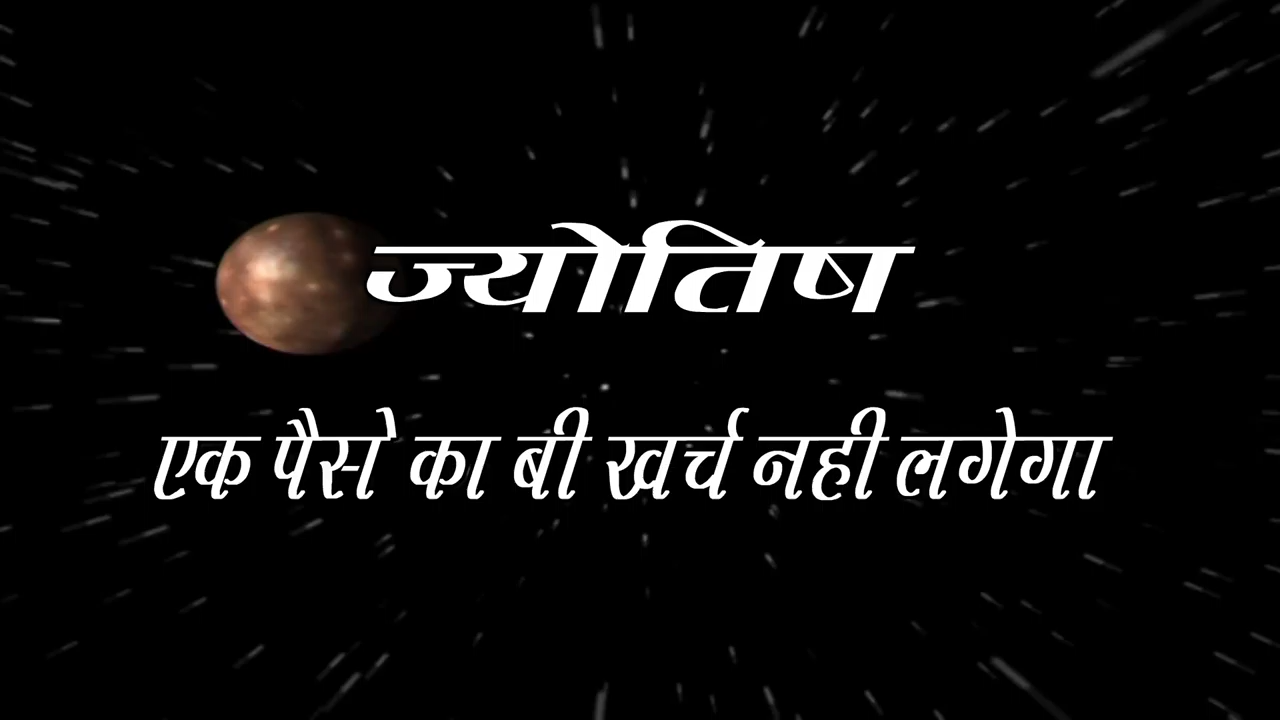 ज्योतिष
एक पैसे का बी खर्च नही लगेगा